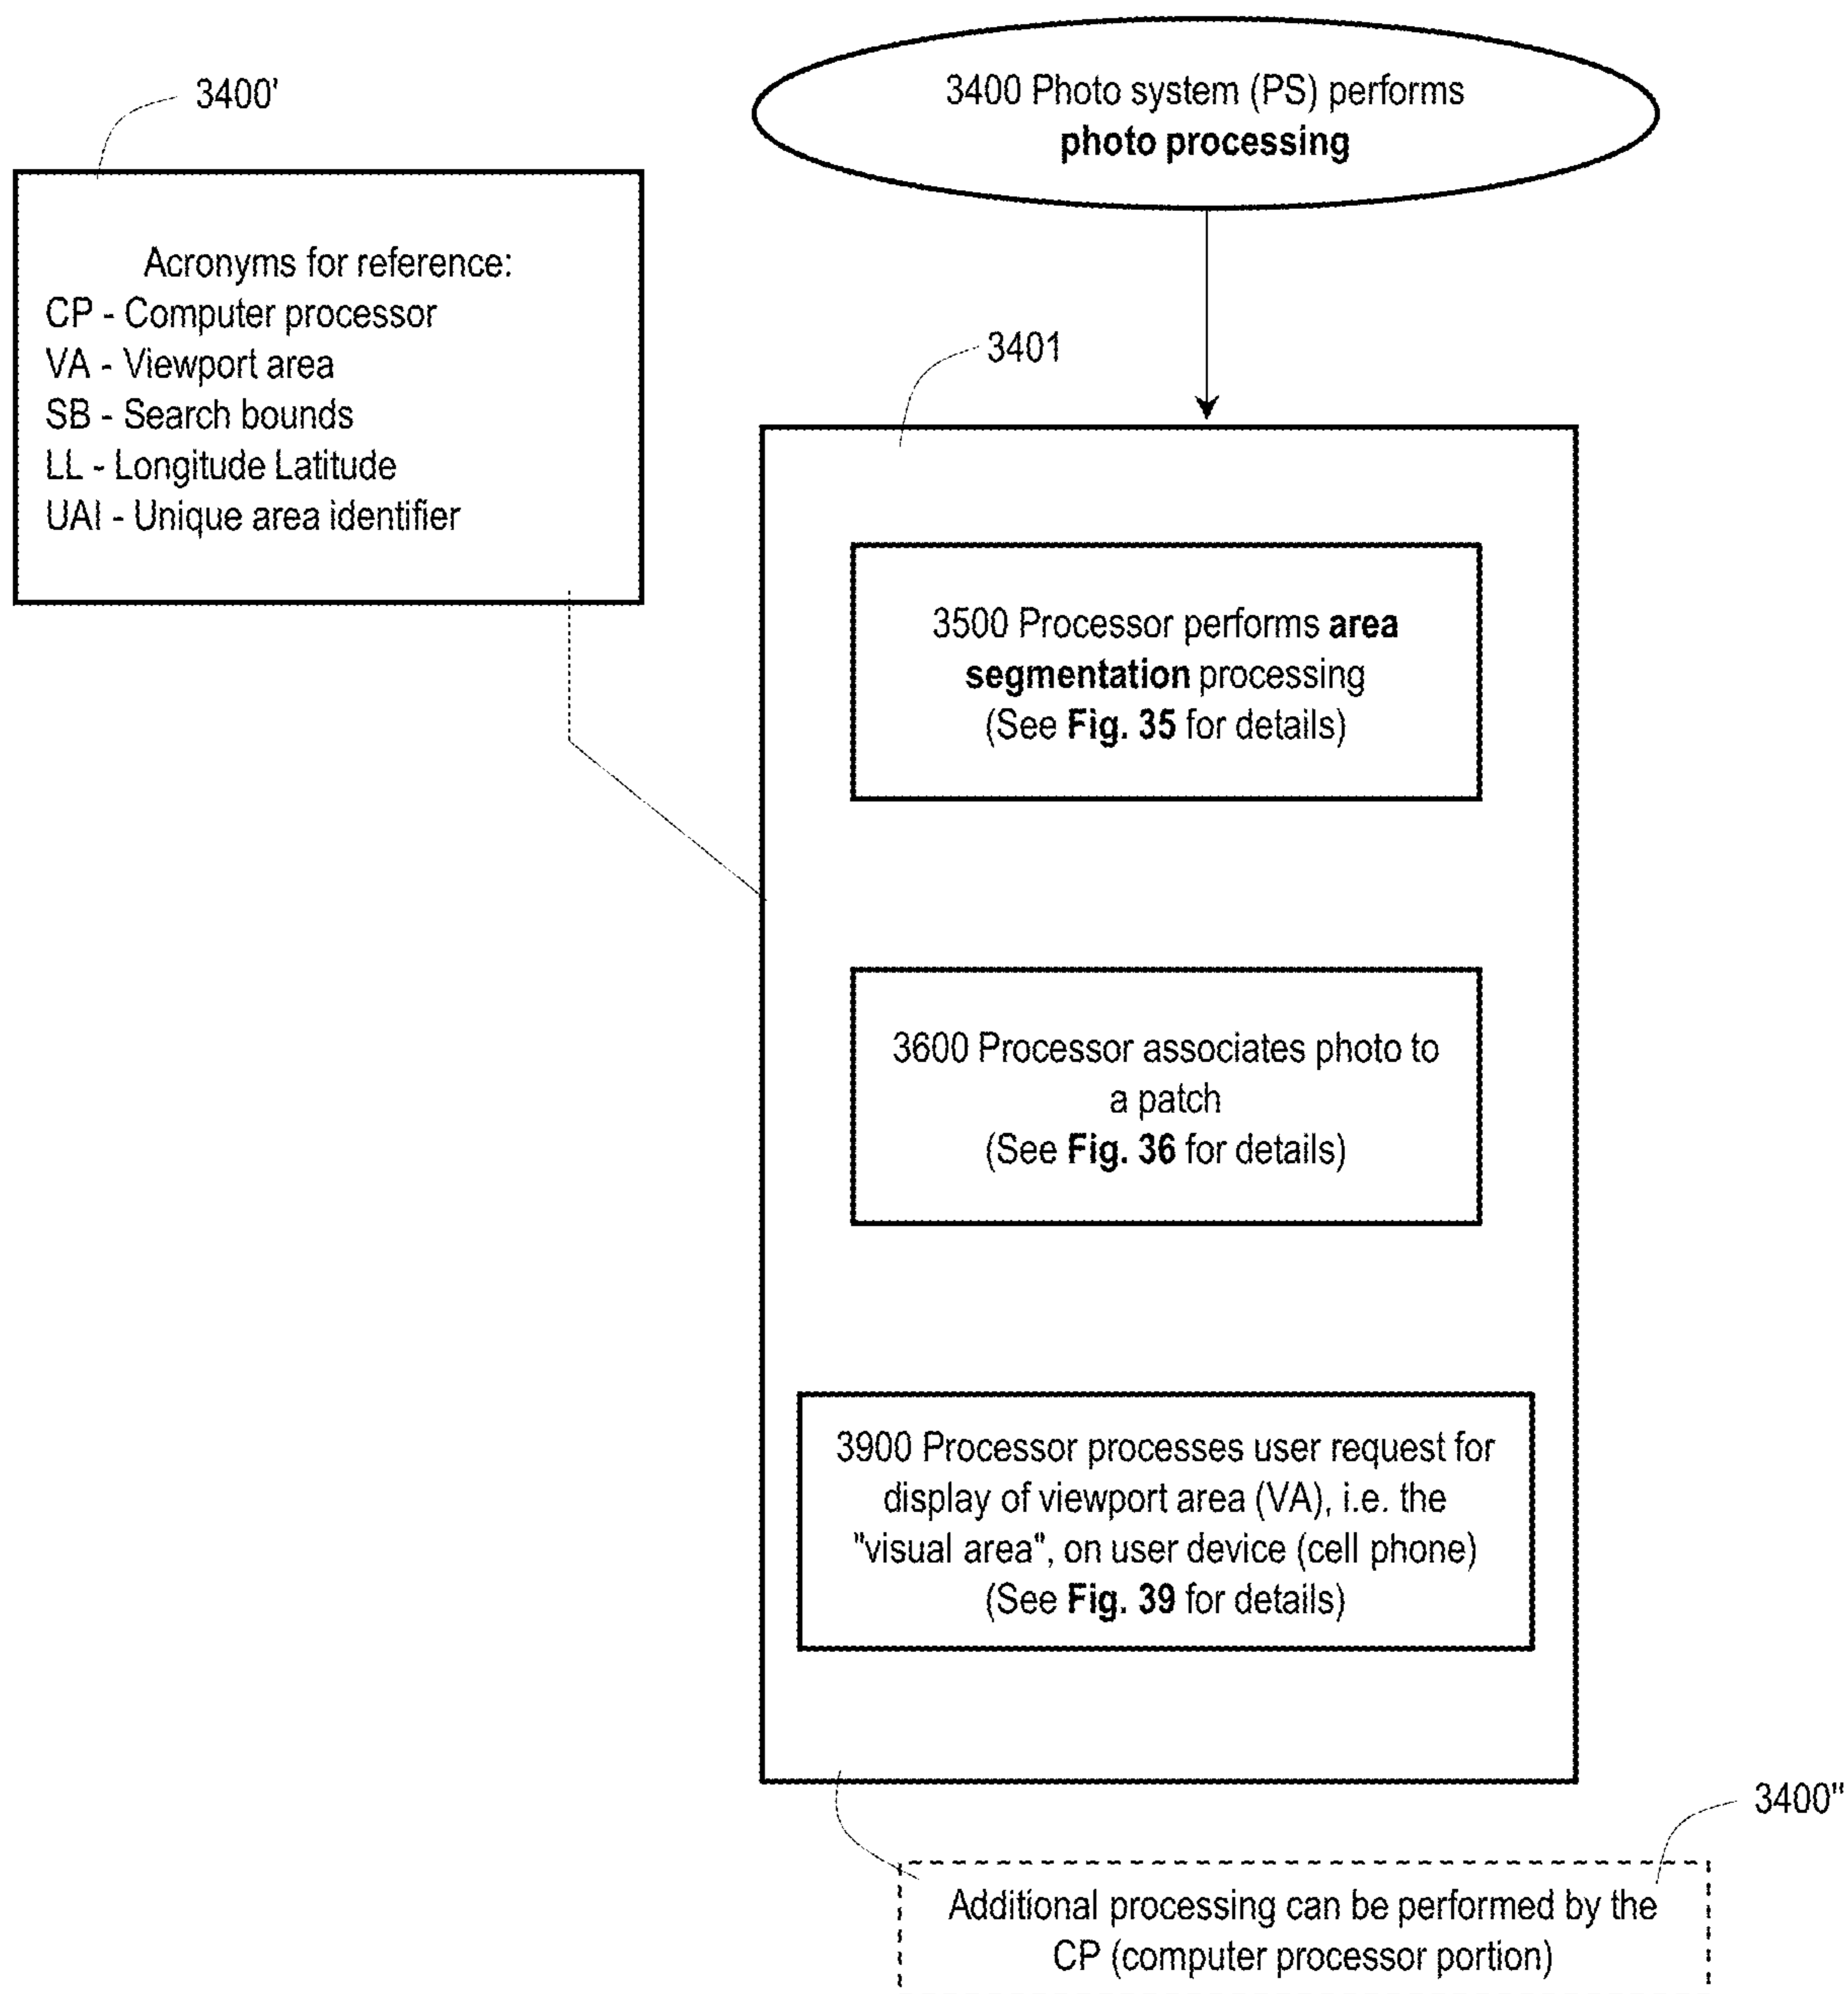 3400'
3400 Photo system (PS) performs
photo processing
Acronyms for reference:
CP - Computer processor
VA - Viewport area
SB - Search bounds
LL - Longitude Latitude
UAI - Unique area identifier
3401
3500 Processor performs area
segmentation processing
(See Fig. 35 for details)
3600 Processor associates photo to
a patch
(See Fig. 36 for details)
3900 Processor processes user request for
display of viewport area (VA), i.e. the
"visual area", on user device (cell phone)
(See Fig. 39 for details)
3400"
Additional processing can be performed by the
CP (computer processor portion)